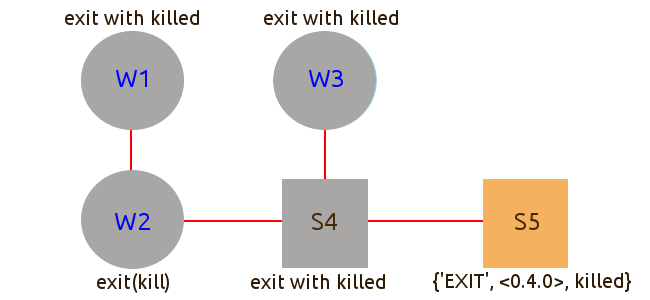 exit with killed
exit with killed
W1
W3
W2
S4
S5
exit(kill)
exit with killed
{'EXIT', <0.4.0>, killed}